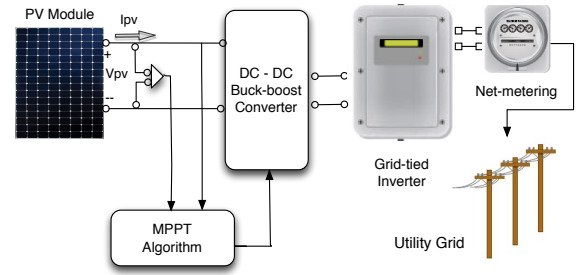 PV Module
Ipv
+
Vpv
--
DC - DC
Buck-boost
Converter
Net-metering
Grid-tied
Inverter
MPPT
Algorithm
Utility Grid